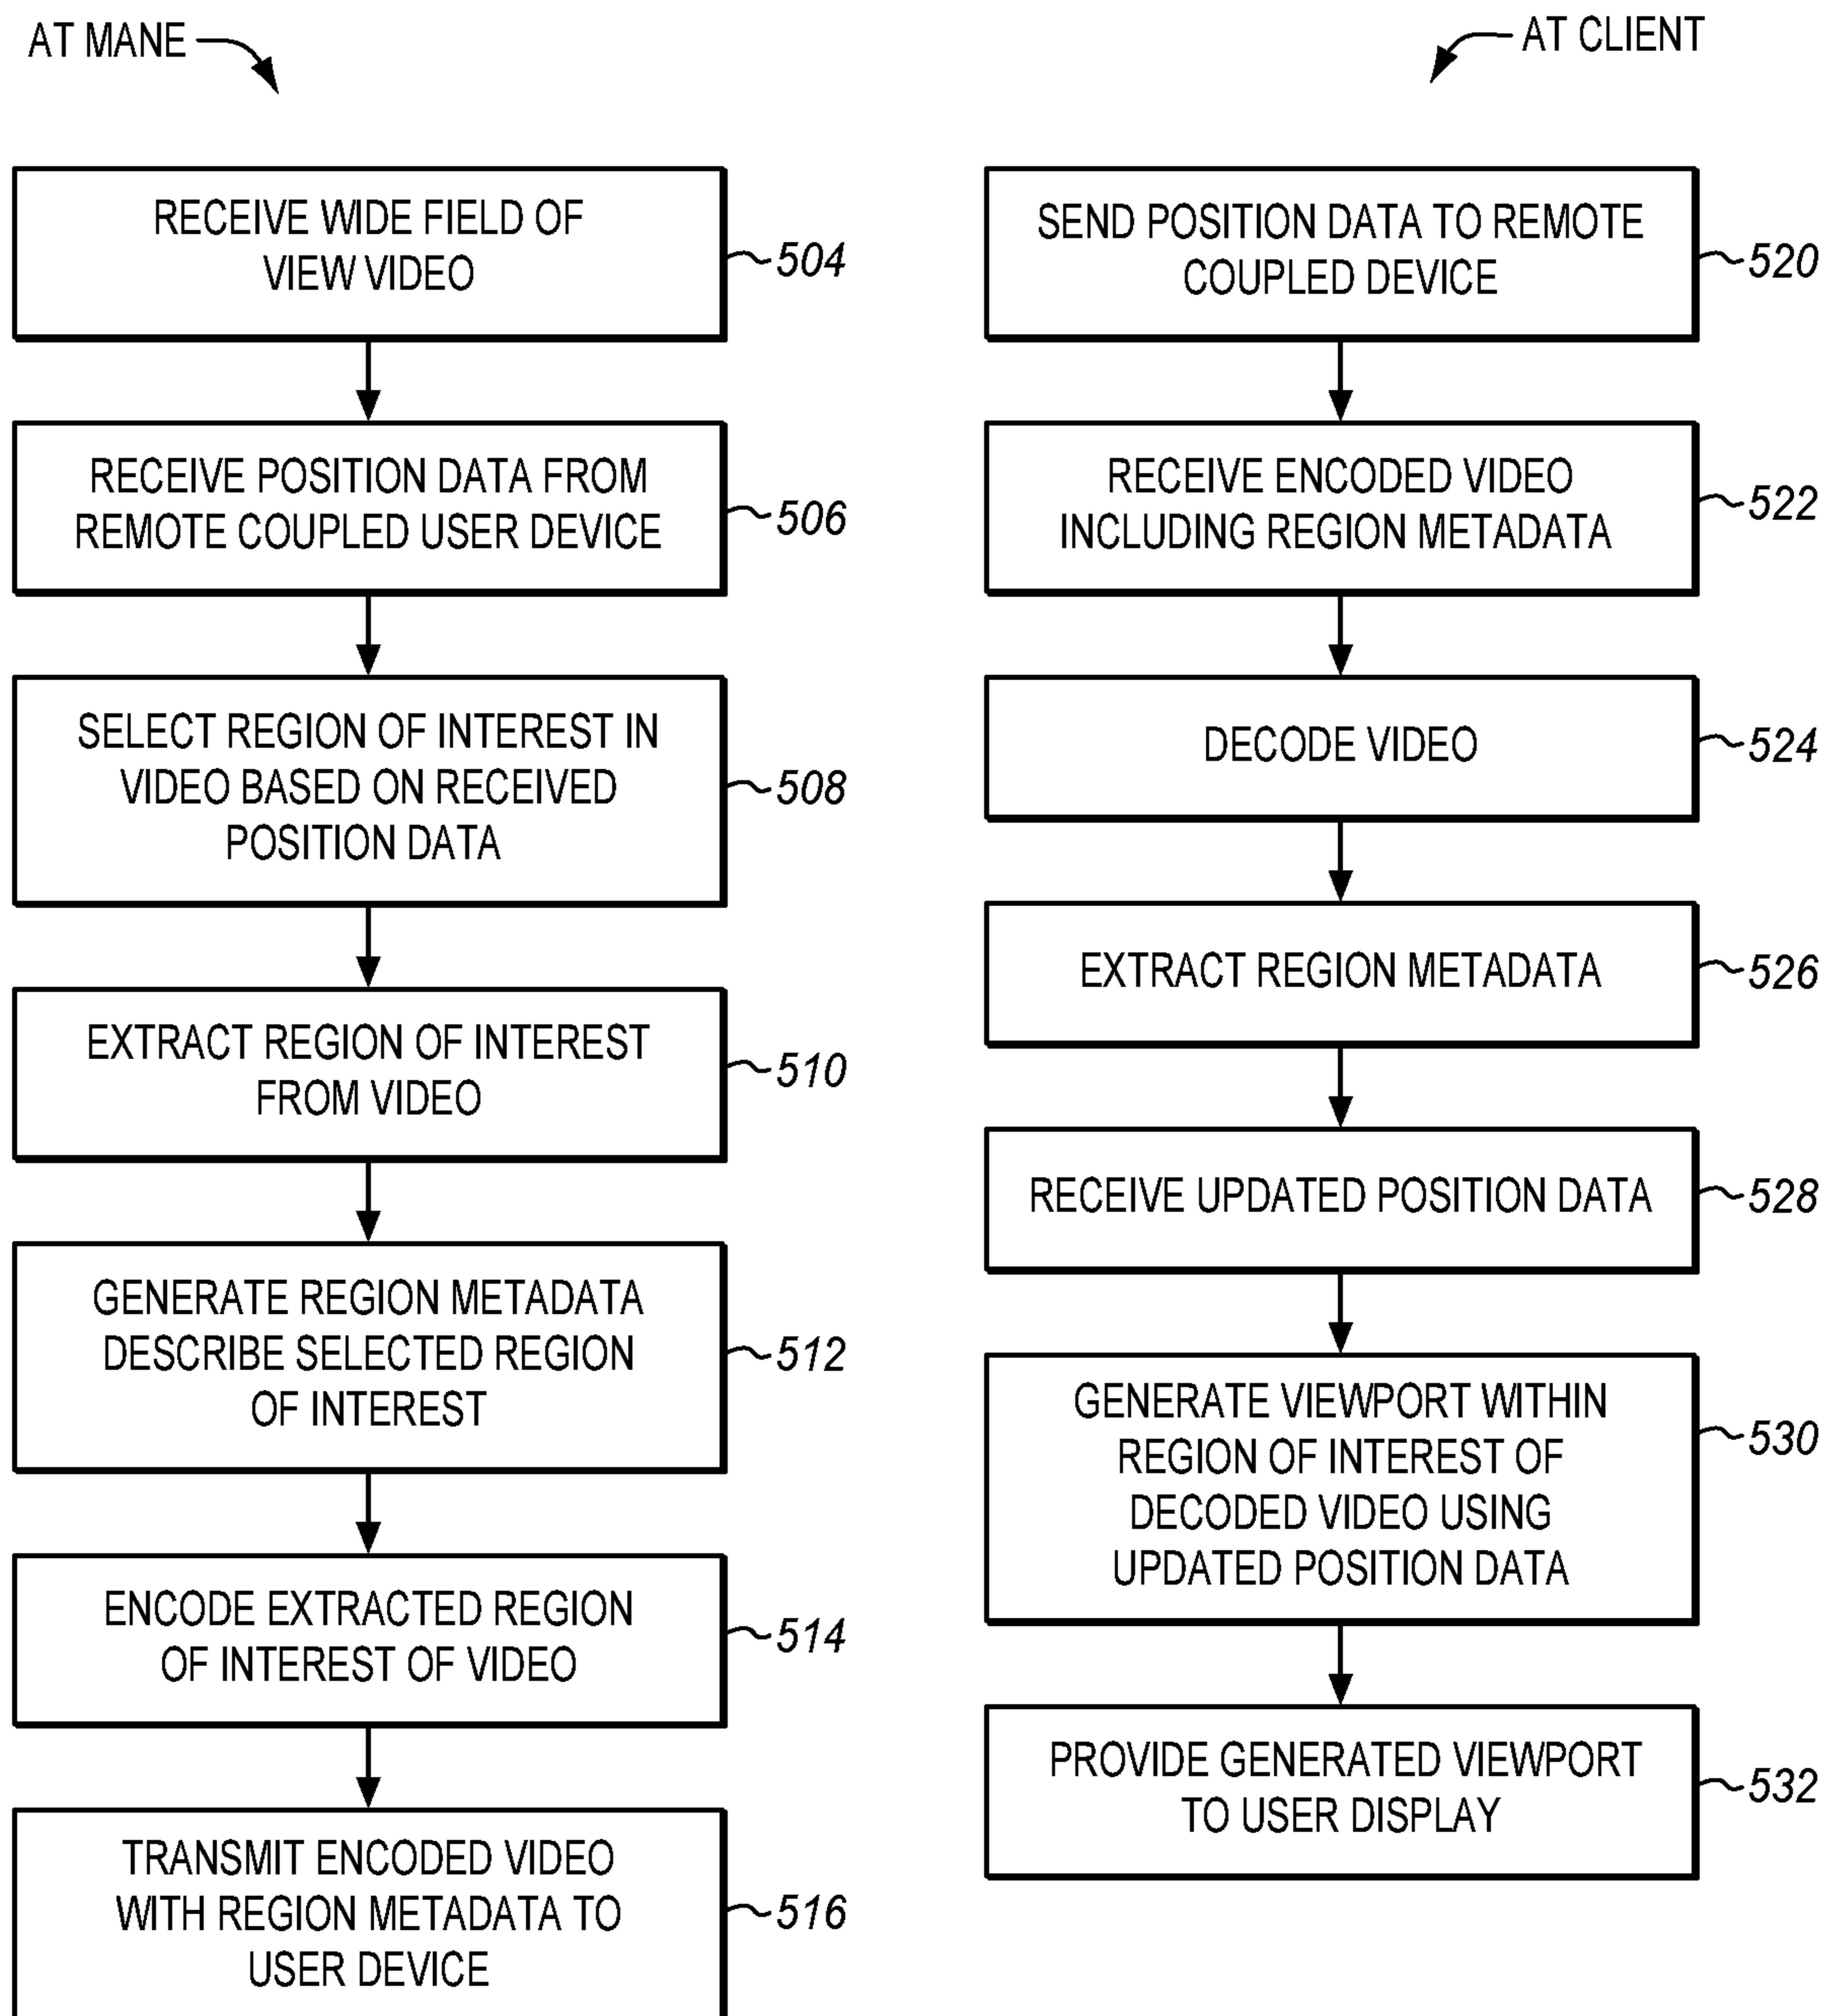 AT MANE
RECEIVE WIDE FIELD OF
VIEW VIDEO
504
RECEIVE POSITION DATA FROM
REMOTE COUPLED USER DEVICE
506
SELECT REGION OF INTEREST IN
VIDEO BASED ON RECEIVED
POSITION DATA
508
EXTRACT REGION OF INTEREST
FROM VIDEO
510
GENERATE REGION METADATA
DESCRIBE SELECTED REGION
OF INTEREST
512
ENCODE EXTRACTED REGION
OF INTEREST OF VIDEO
514
TRANSMIT ENCODED VIDEO
WITH REGION METADATA TO
USER DEVICE
516
AT CLIENT
SEND POSITION DATA TO REMOTE
COUPLED DEVICE
520
RECEIVE ENCODED VIDEO
INCLUDING REGION METADATA
522
DECODE VIDEO
524
EXTRACT REGION METADATA
526
RECEIVE UPDATED POSITION DATA
528
GENERATE VIEWPORT WITHIN
REGION OF INTEREST OF
DECODED VIDEO USING
UPDATED POSITION DATA
530
PROVIDE GENERATED VIEWPORT
TO USER DISPLAY
532